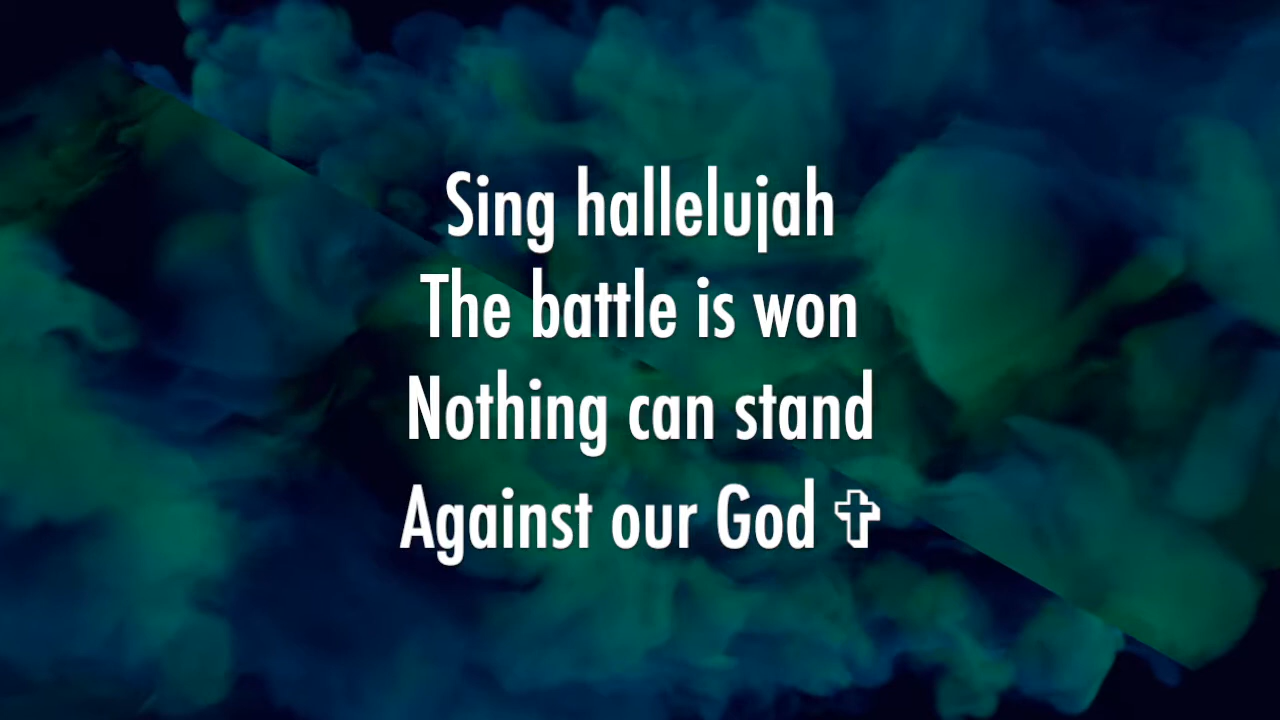 Sing hallelujah
The battle is won
Nothing can stand
Against our God ✞